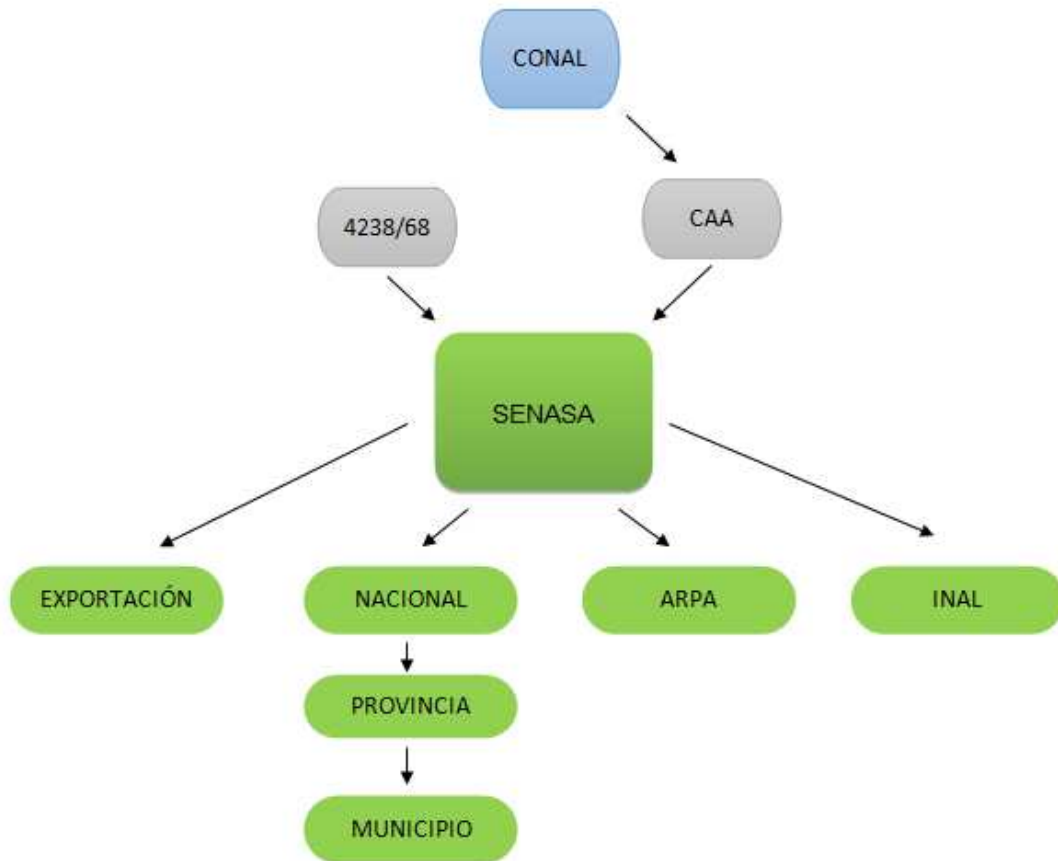 CONAL
4238/68
CAA
SENASA
EXPORTACIÓN
NACIONAL
ARPA
INAL
PROVINCIA
MUNICIPIO